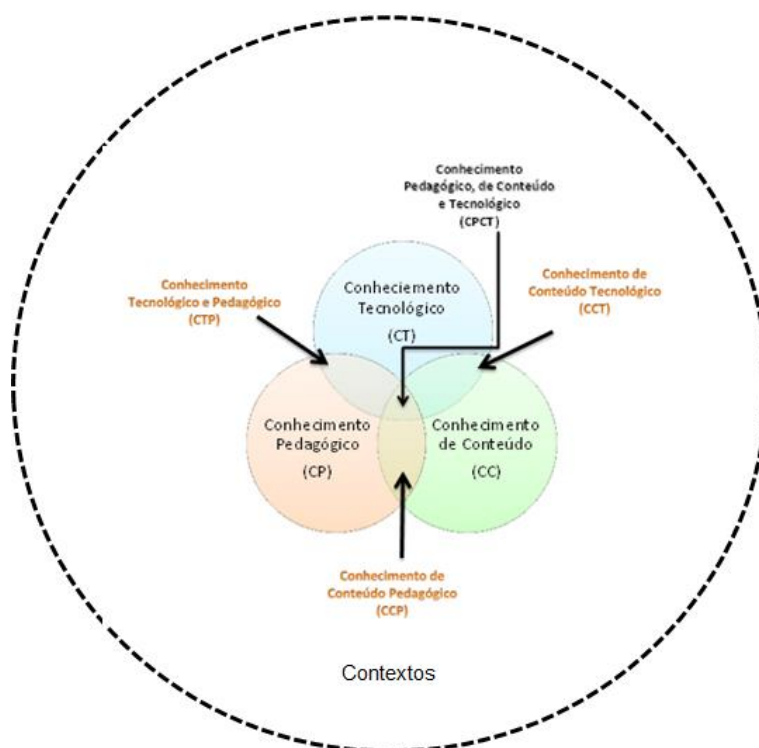 Conhecimento
Pedagógico, de Conteúdo
e Tecnológico
(CPCT)
Conhecimento
Tecnológico e Pedagógico
(CTP)
Conheciemento
Tecnológico
(CT)
Conhecimento de
Conteúdo Tecnológico
(CCT)
Conhecimento
Pedagógico
(CP)
Conhecimento
de Conteúdo
(CC)
Conhecimento de
Conteúdo Pedagógico
(CCP)
Contextos